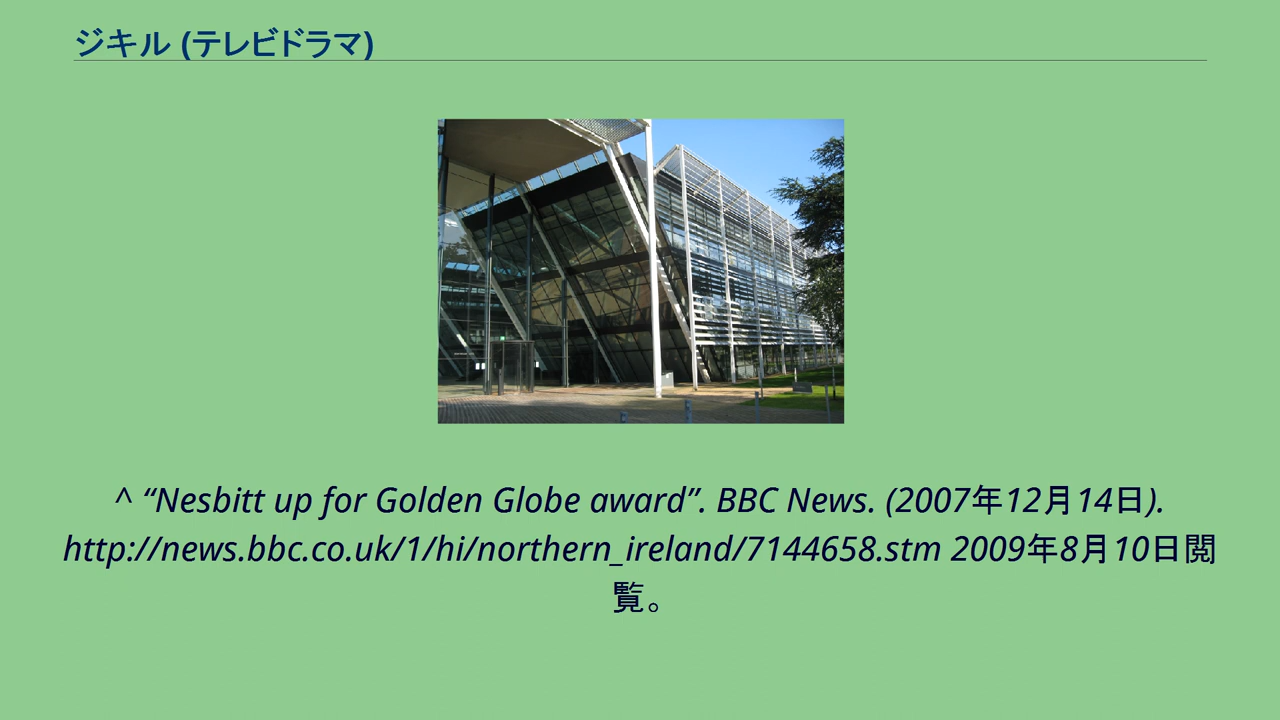 ジキル (テレビドラマ)
^ “Nesbitt up for Golden Globe award”. BBC News. (2007年12月14日).
http://news.bbc.co.uk/1/hi/northern_ireland/7144658.stm 2009年8月10日閲
覧。